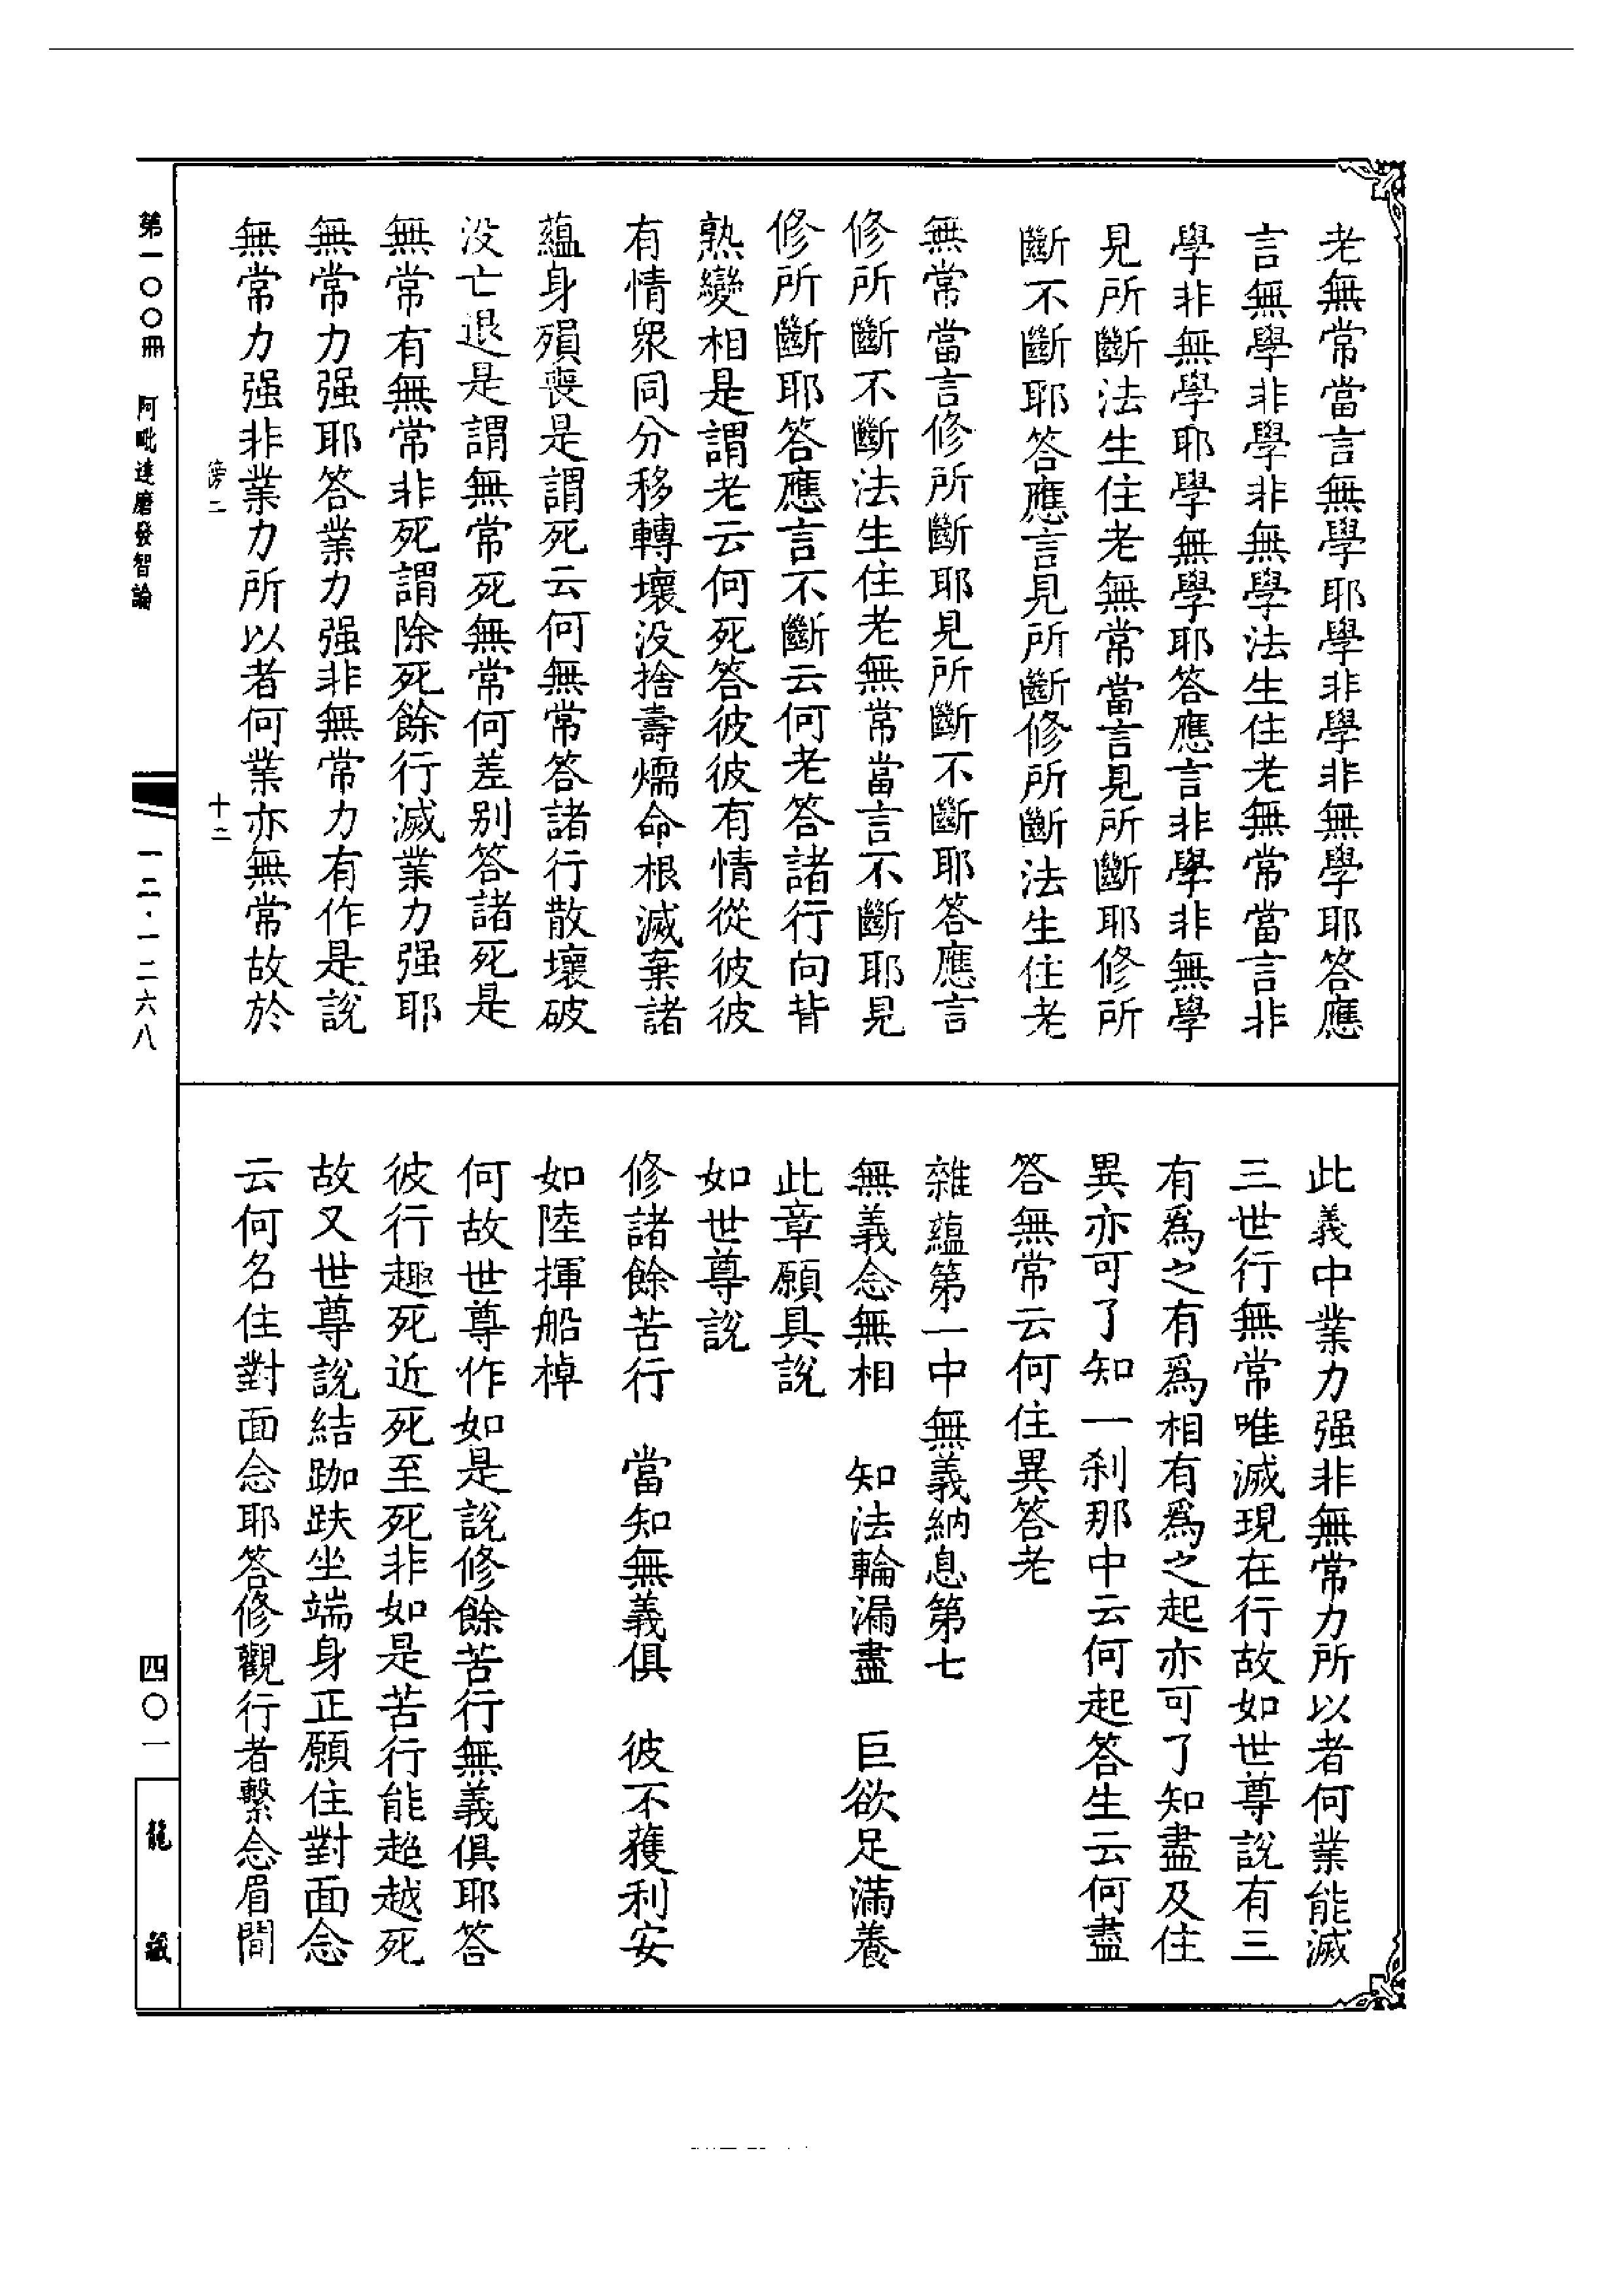 老無常當言無學耶學非學非無學耶答應
言無學非學非無學法生住老無常當言非
學非無學耶學無學耶答應言非學非無學
見所斷法生住老無常當言見所斷耶修所
斷不斷耶答應言見所斷修所斷法生住老
無常當言修所斷耶見所斷不斷耶答應言
修所斷不斷法生住老無常當言不斷耶見
修所斷耶答應言不斷云何老答諸行向背
熟變相是謂老云何死答彼彼有情從彼彼
有情衆同分移轉壞没捨壽煗命根滅棄諸
蘊身殞喪是謂死云何無常答諸行散壞破
没亡退是謂無常死無常何差别答諸死是
無常有無常非死謂除死餘行滅業力强耶
無常力强耶答業力强非無常力有作是說
無常力强非業力所以者何業亦無常故於
此義中業力强非無常力所以者何業能滅
三世行無常唯滅現在行故如世尊說有三
有爲之有爲相有爲之起亦可了知盡及住
異亦可了知一刹那中云何起答生云何盡
答無常云何住異答老
雜蘊第一中無義納息第七
無義念無相 知法輪漏盡 巨欲足滿養
此章願具說
如世尊說
修諸餘苦行 當知無義俱 彼不獲利安
如陸揮船棹
何故世尊作如是說修餘苦行無義俱耶答
彼行趣死近死至死非如是苦行能超越死
故又世尊說結跏趺坐端身正願住對面念
云何名住對面念耶答修觀行者繫念眉間
十二
第一〇〇冊 阿毗達磨發智論
一二·一二六八
四〇一
龍藏